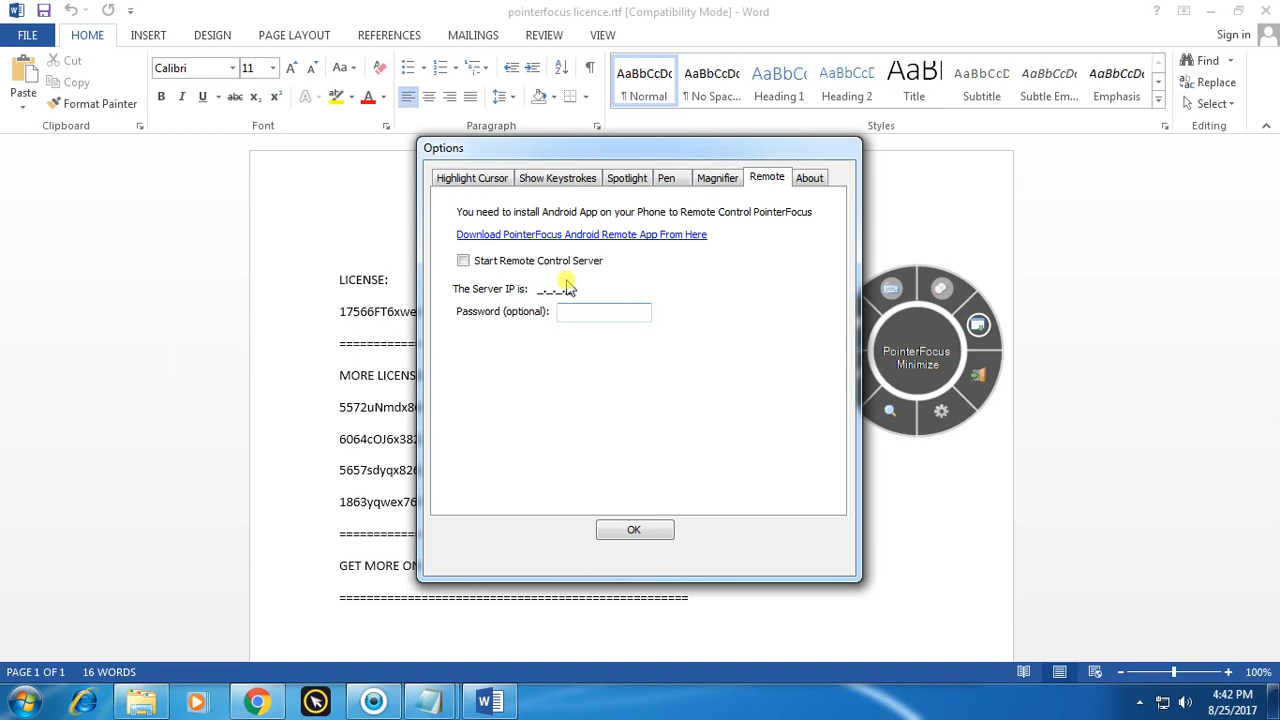 pointerfocus licence.rtf [Compatibility Mode] - Word
FILE HOME INSERT DESIGN PAGE LAYOUT REFERENCES MAILINGS REVIEW VIEW Sign in
Paste
Cut
Copy
Format Painter
Calibri 11
AaBbCcDc AaBbCcDc AaBbCc AaBbCc AaBl AaBbCcD AaBbCcDc AaBbCcDc
¶ Normal ¶ No Spac... Heading 1 Heading 2 Title Subtitle Subtle Em... Emphasis
Find
Replace
Select
Clipboard Font Paragraph Styles Editing
Options
Highlight Cursor Show Keystrokes Spotlight Pen Magnifier Remote About
You need to install Android App on your Phone to Remote Control PointerFocus
Download PointerFocus Android Remote App From Here
Start Remote Control Server
The Server IP is: _._._.
Password (optional):
OK
LICENSE:
17566FT6xwe
MORE LICEN
5572uNmdx8
6064cOJ6x382
5657sdyqx826
1863yqwex76
GET MORE ON
================================================
PointerFocus
Minimize
PAGE 1 OF 1 16 WORDS 100%
4:42 PM
8/25/2017